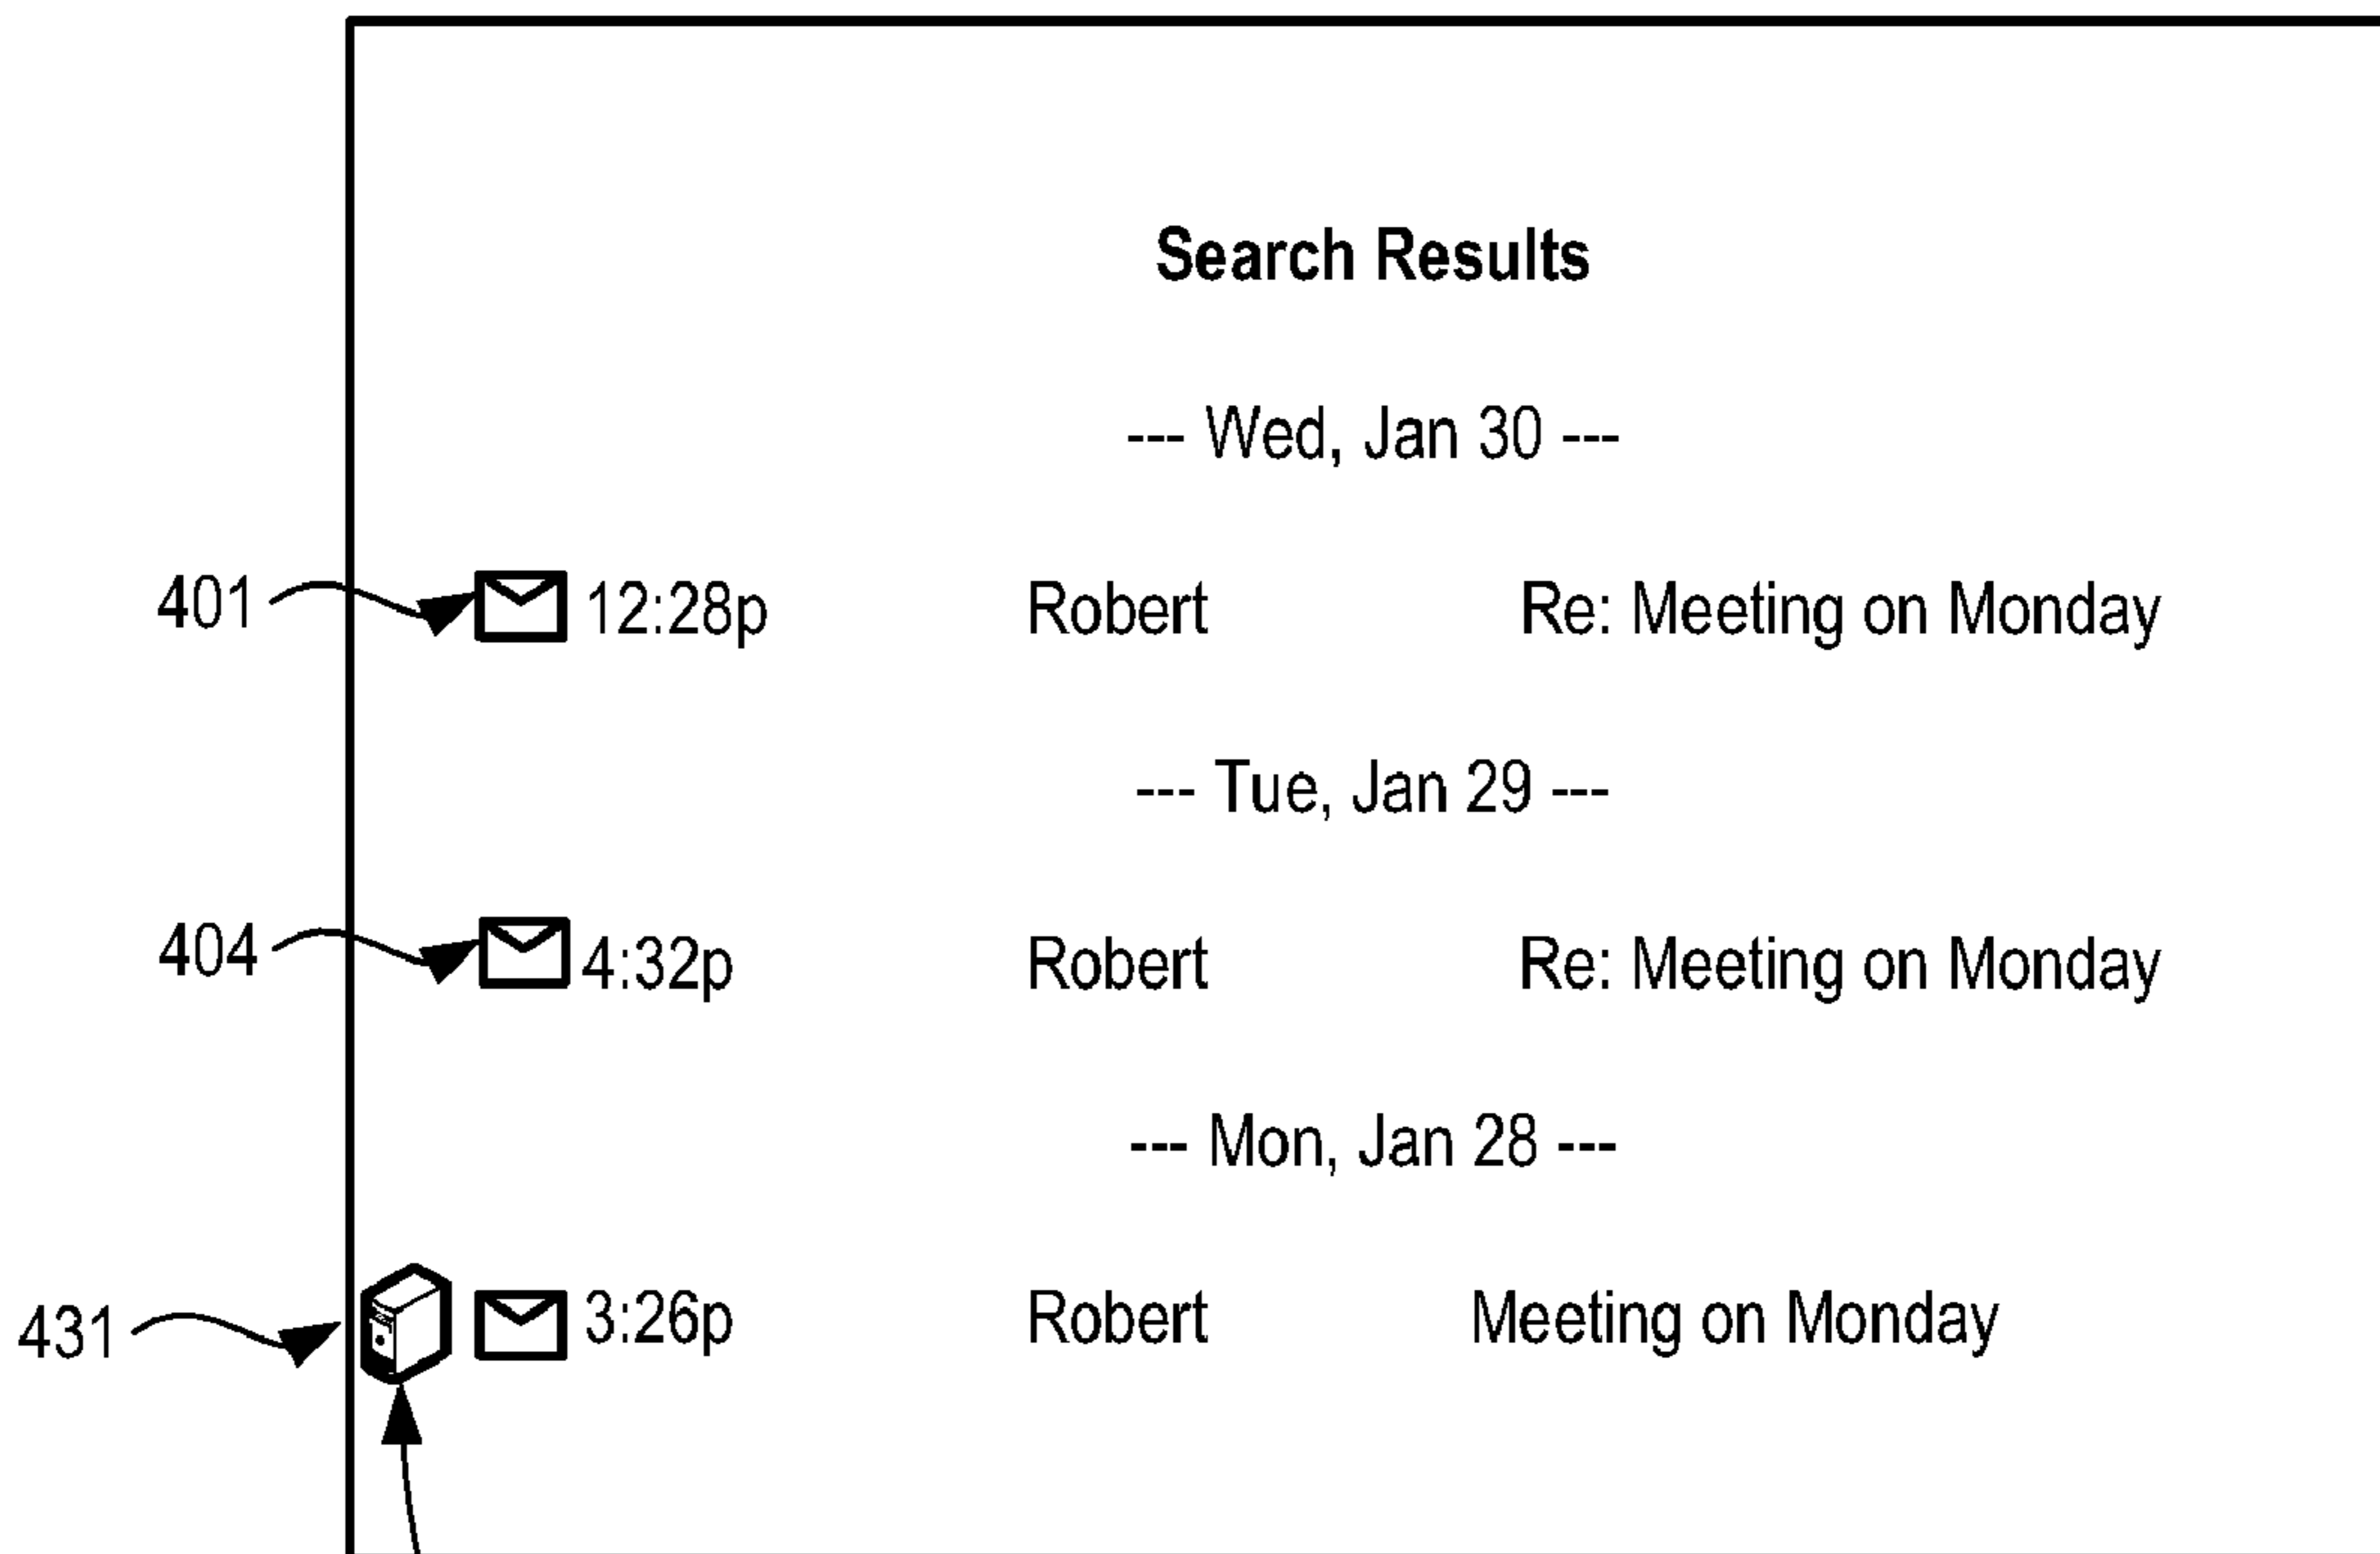 Search Results
--- Wed, Jan 30 ---
401 12:28p Robert Re: Meeting on Monday
--- Tue, Jan 29 ---
404 4:32p Robert Re: Meeting on Monday
--- Mon, Jan 28 ---
431 3:26p Robert Meeting on Monday